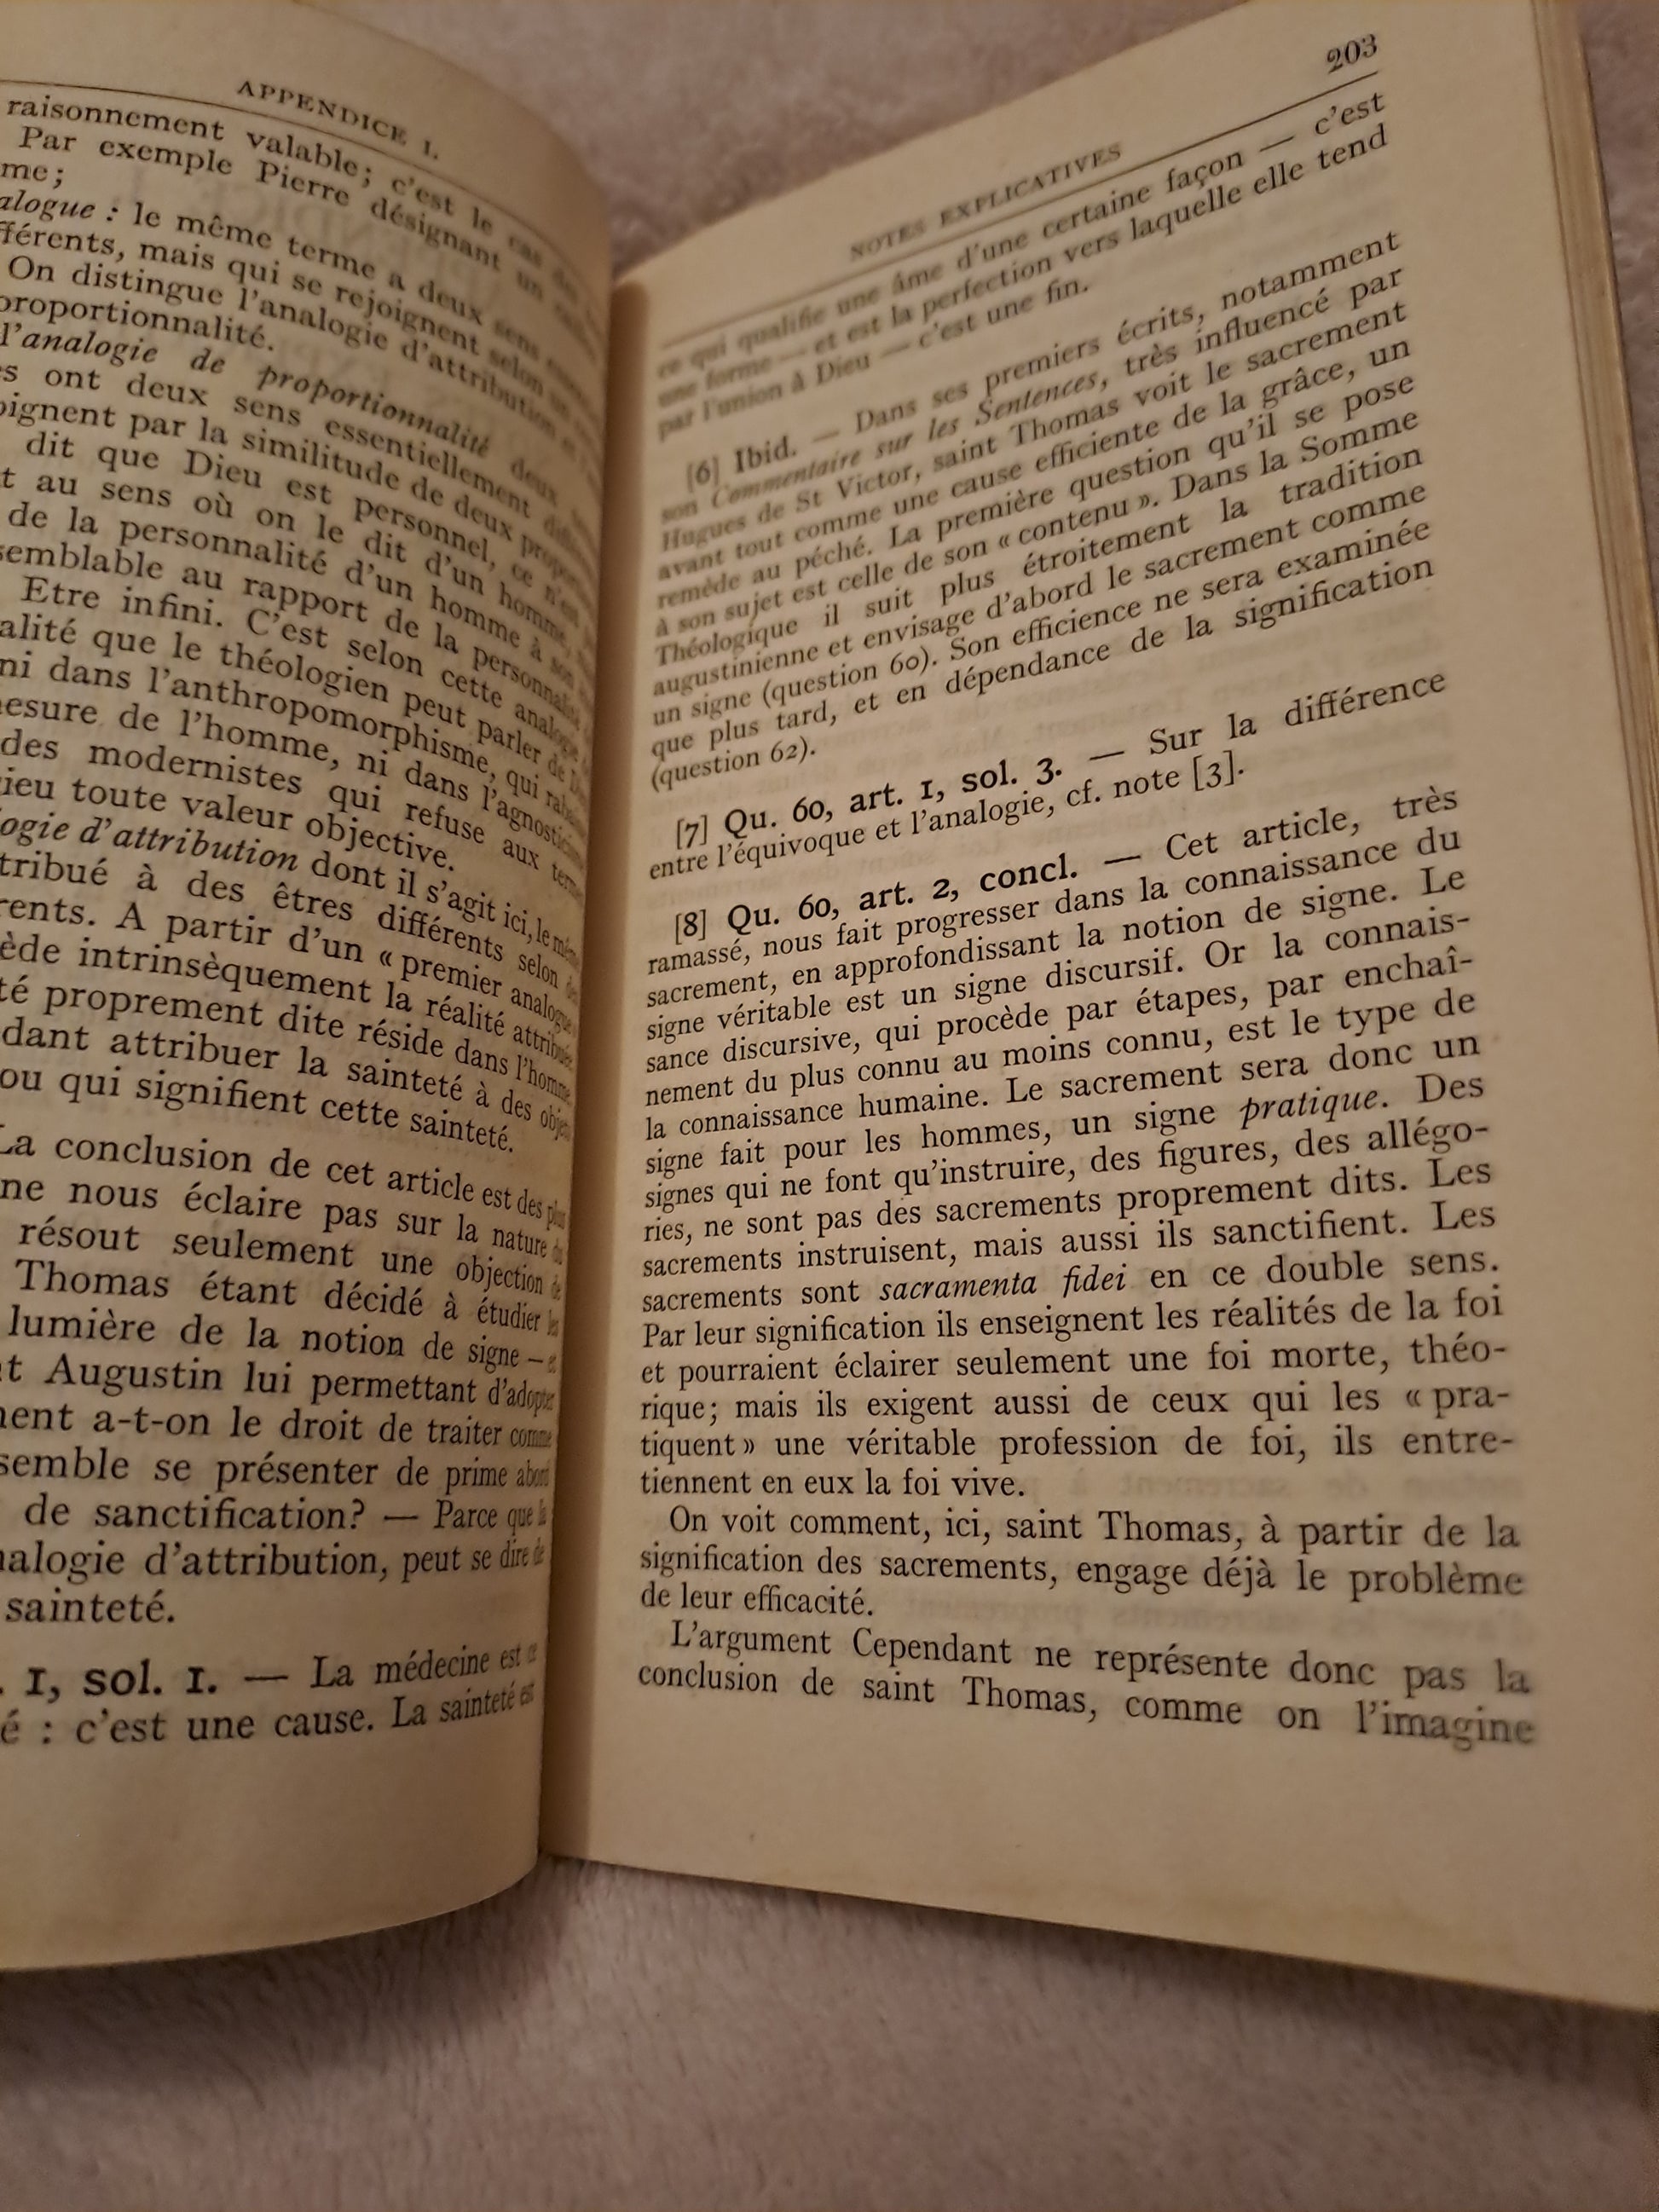 APPENDICE I.
raisonnement valable; c'est le cas
Par exemple Pierre désignant un
me;
alogue : le même terme a deux sens
fférents, mais qui se rejoignent selon un
On distingue l'analogie d'attribution et
proportionnalité.
l'analogie de proportionnalité deux
s ont deux sens essentiellement
oignent par la similitude de deux
dit que Dieu est personnel, ce n'est
t au sens où on le dit d'un homme,
de la personnalité d'un homme à son
semblable au rapport de la personnalité
Etre infini. C'est selon cette analogie
alité que le théologien peut parler de
ni dans l'anthropomorphisme, qui
esure de l'homme, ni dans l'agnosticisme
des modernistes qui refuse aux
ieu toute valeur objective.
ogie d'attribution dont il s'agit ici, le
tribué à des êtres différents selon
rents. A partir d'un « premier analogue
ède intrinsèquement la réalité
té proprement dite réside dans l'homme
dant attribuer la sainteté à des
ou qui signifient cette sainteté.
La conclusion de cet article est des plus
ne nous éclaire pas sur la nature
résout seulement une objection
Thomas étant décidé à étudier
lumière de la notion de signe —
t Augustin lui permettant d'adopter
ent a-t-on le droit de traiter comme
semble se présenter de prime abord
de sanctification? — Parce que
alogie d'attribution, peut se dire de
sainteté.
. I, sol. I. — La médecine est
é : c'est une cause. La sainteté est
NOTES EXPLICATIVES 203
ce qui qualifie une âme d'une certaine façon — c'est
une forme — et est la perfection vers laquelle elle tend
par l'union à Dieu — c'est une fin.
[6] Ibid. — Dans ses premiers écrits, notamment
son Commentaire sur les Sentences, très influencé par
Hugues de St Victor, saint Thomas voit le sacrement
avant tout comme une cause efficiente de la grâce, un
remède au péché. La première question qu'il se pose
à son sujet est celle de son « contenu ». Dans la Somme
Théologique il suit plus étroitement la tradition
augustinienne et envisage d'abord le sacrement comme
un signe (question 60). Son efficience ne sera examinée
que plus tard, et en dépendance de la signification
(question 62).
[7] Qu. 60, art. I, sol. 3. — Sur la différence
entre l'équivoque et l'analogie, cf. note [3].
[8] Qu. 60, art. 2, concl. — Cet article, très
ramassé, nous fait progresser dans la connaissance du
sacrement, en approfondissant la notion de signe. Le
signe véritable est un signe discursif. Or la connais-
sance discursive, qui procède par étapes, par enchaî-
nement du plus connu au moins connu, est le type de
la connaissance humaine. Le sacrement sera donc un
signe fait pour les hommes, un signe pratique. Des
signes qui ne font qu'instruire, des figures, des allégo-
ries, ne sont pas des sacrements proprement dits. Les
sacrements instruisent, mais aussi ils sanctifient. Les
sacrements sont sacramenta fidei en ce double sens.
Par leur signification ils enseignent les réalités de la foi
et pourraient éclairer seulement une foi morte, théo-
rique; mais ils exigent aussi de ceux qui les « pra-
tiquent » une véritable profession de foi, ils entre-
tiennent en eux la foi vive.
On voit comment, ici, saint Thomas, à partir de la
signification des sacrements, engage déjà le problème
de leur efficacité.
L'argument Cependant ne représente donc pas la
conclusion de saint Thomas, comme on l'imagine